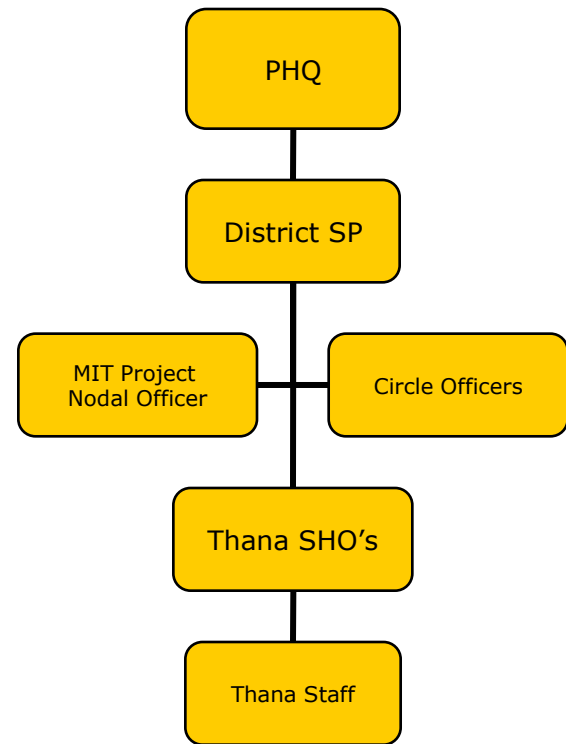 PHQ
District SP
MIT Project
Nodal Officer
Circle Officers
Thana SHO’s
Thana Staff